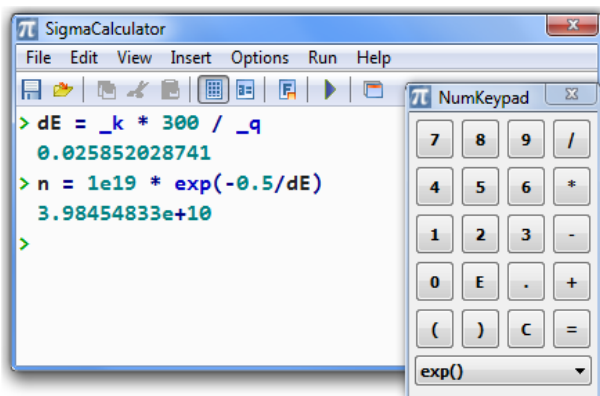 SigmaCalculator
File Edit View Insert Options Run Help
> dE = _k * 300 / _q
0.025852028741
> n = 1e19 * exp(-0.5/dE)
3.98454833e+10
>
π NumKeypad
7 8 9 /
4 5 6 *
1 2 3 -
0 E . +
( ) C =
exp()